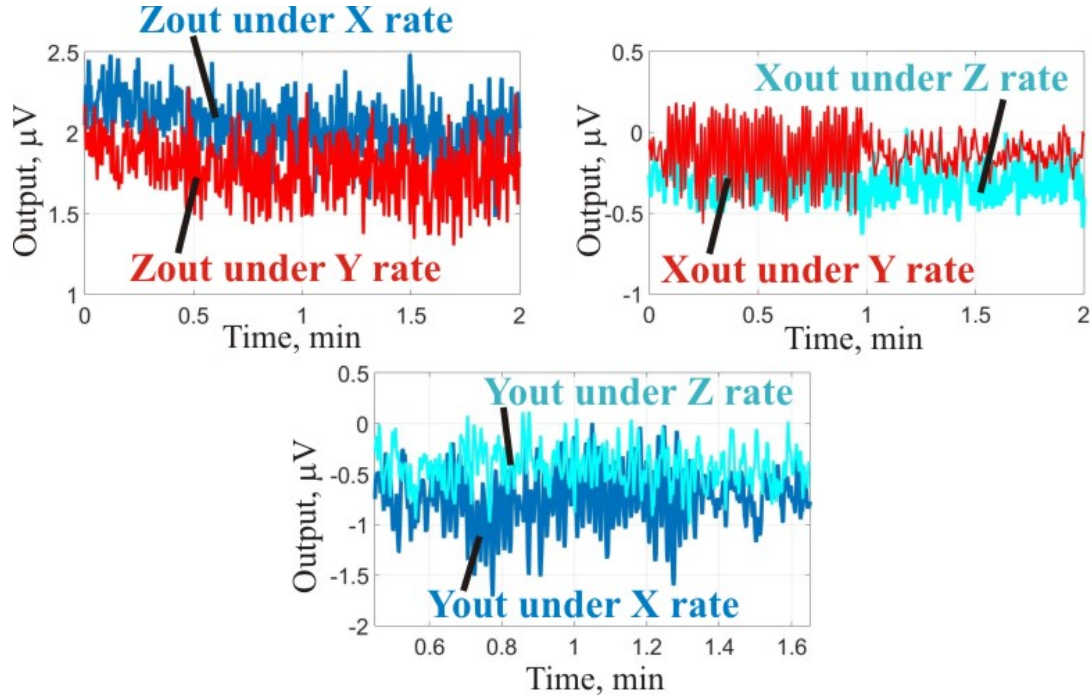 Zout under X rate
2.5
2
1.5
1
Output, µV
Zout under Y rate
0 0.5 1 1.5 2
Time, min
0.5
0
-0.5
-1
Output, µV
Xout under Z rate
Xout under Y rate
0 0.5 1 1.5 2
Time, min
0.5
0
-0.5
-1
-1.5
-2
Output, µV
Yout under Z rate
Yout under X rate
0.6 0.8 1 1.2 1.4 1.6
Time, min